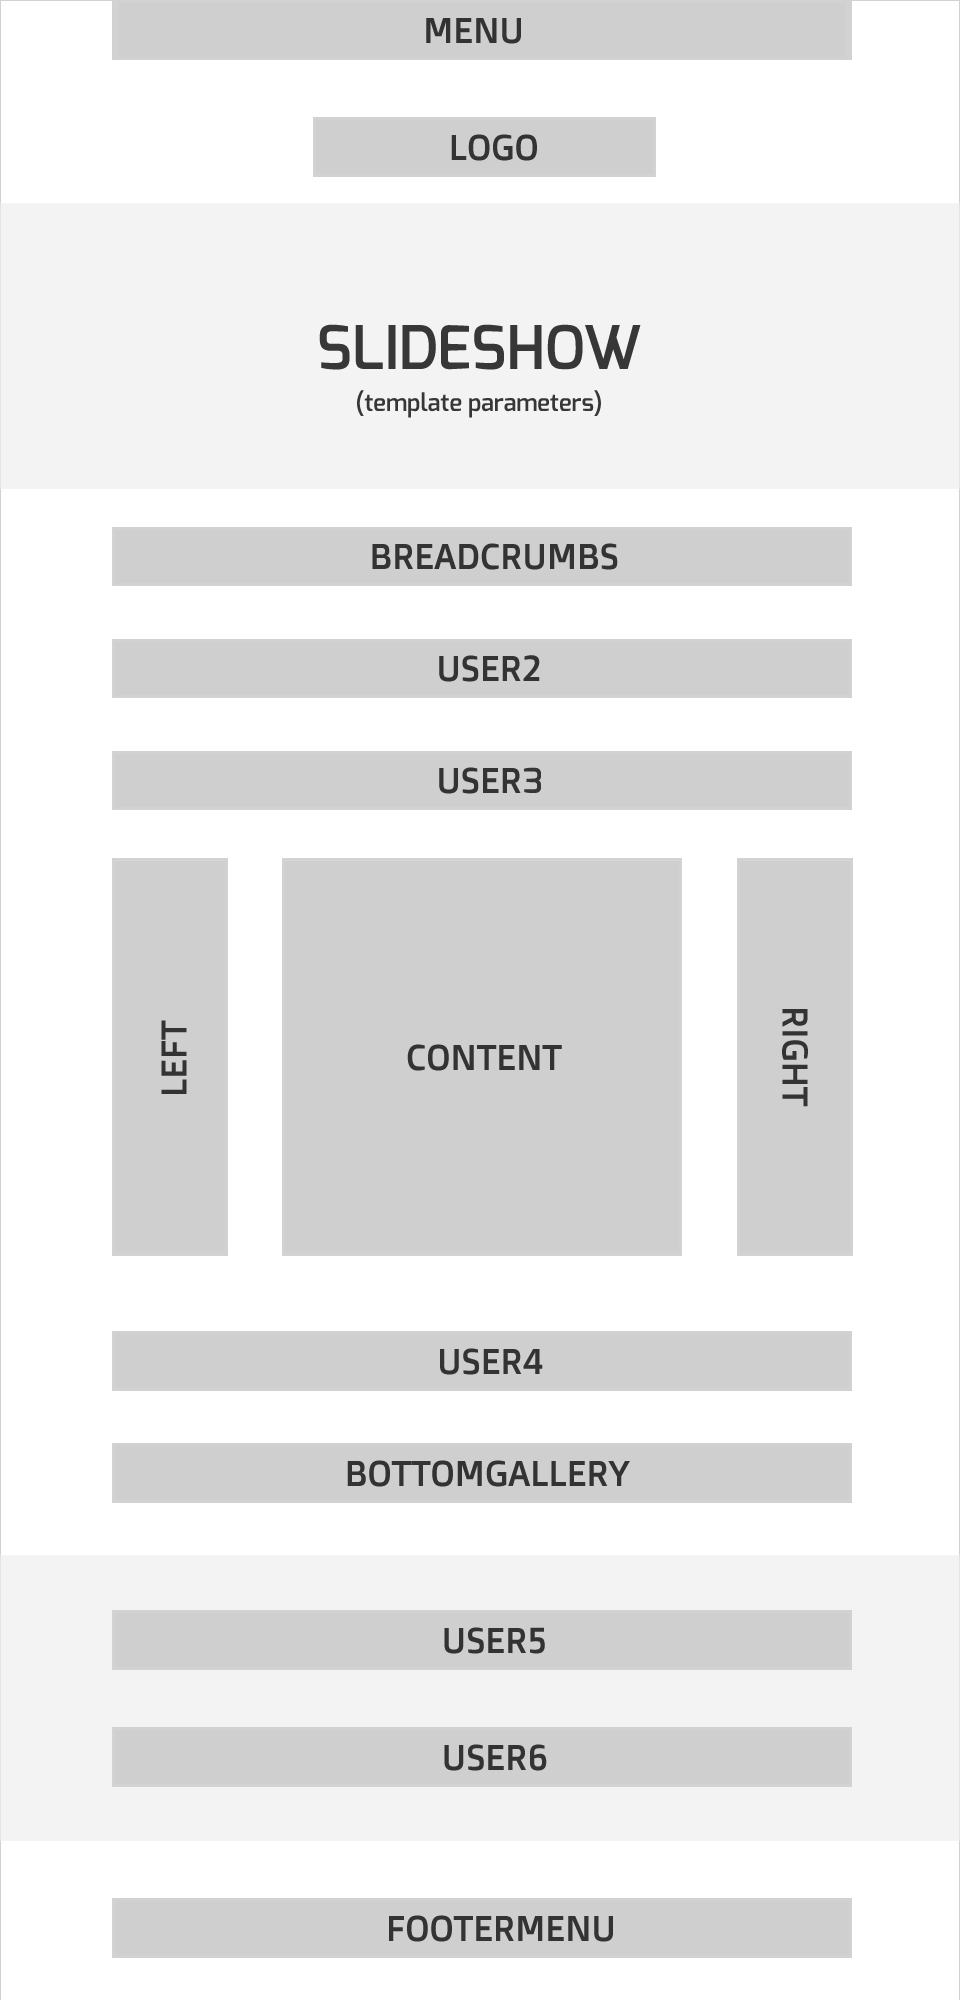 MENU
LOGO
SLIDESHOW
(template parameters)
BREADCRUMBS
USER2
USER3
LEFT
CONTENT
RIGHT
USER4
BOTTOMGALLERY
USER5
USER6
FOOTERMENU